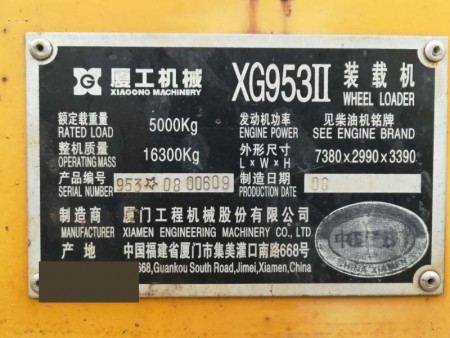 厦工机械 XG953II 装载机
XIAGONG MACHINERY WHEEL LOADER
额定载重量 5000Kg 发动机功率 见柴油机铭牌
RATED LOAD ENGINE POWER SEE ENGINE BRAND
整机质量 16300Kg 外形尺寸 7380×2990×3390
OPERATING MASS L×W×H
产品编号 953☆0800609 制造日期 08
SERIAL NUMBER PRODUCTION DATE
制造商 厦门工程机械股份有限公司
MANUFACTURER XIAMEN ENGINEERING MACHINERY CO., LTD
产地 中国福建省厦门市集美灌口南路668号
668,Guankou South Road,Jimei,Xiamen,China
CHINA XIAMEN